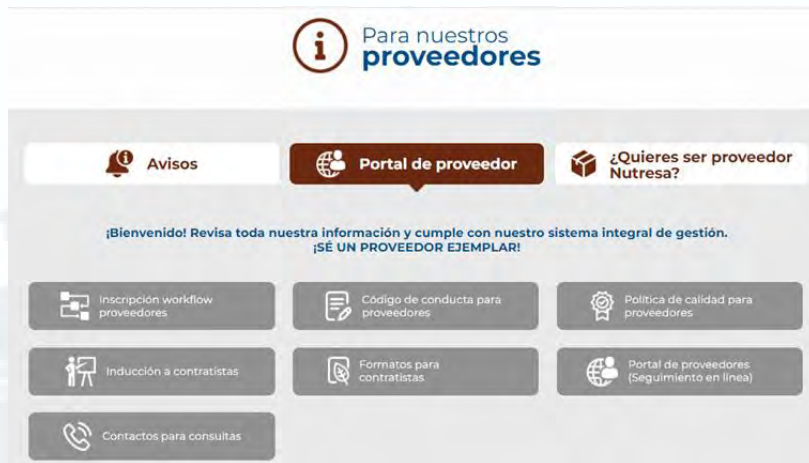 Para nuestros
proveedores
Avisos
Portal de proveedor
¿Quieres ser proveedor
Nutresa?
¡Bienvenido! Revisa toda nuestra información y cumple con nuestro sistema integral de gestión.
¡SÉ UN PROVEEDOR EJEMPLAR!
Inscripción workflow
proveedores
Código de conducta para
proveedores
Política de calidad para
proveedores
Inducción a contratistas
Formatos para
contratistas
Portal de proveedores
(Seguimiento en línea)
Contactos para consultas